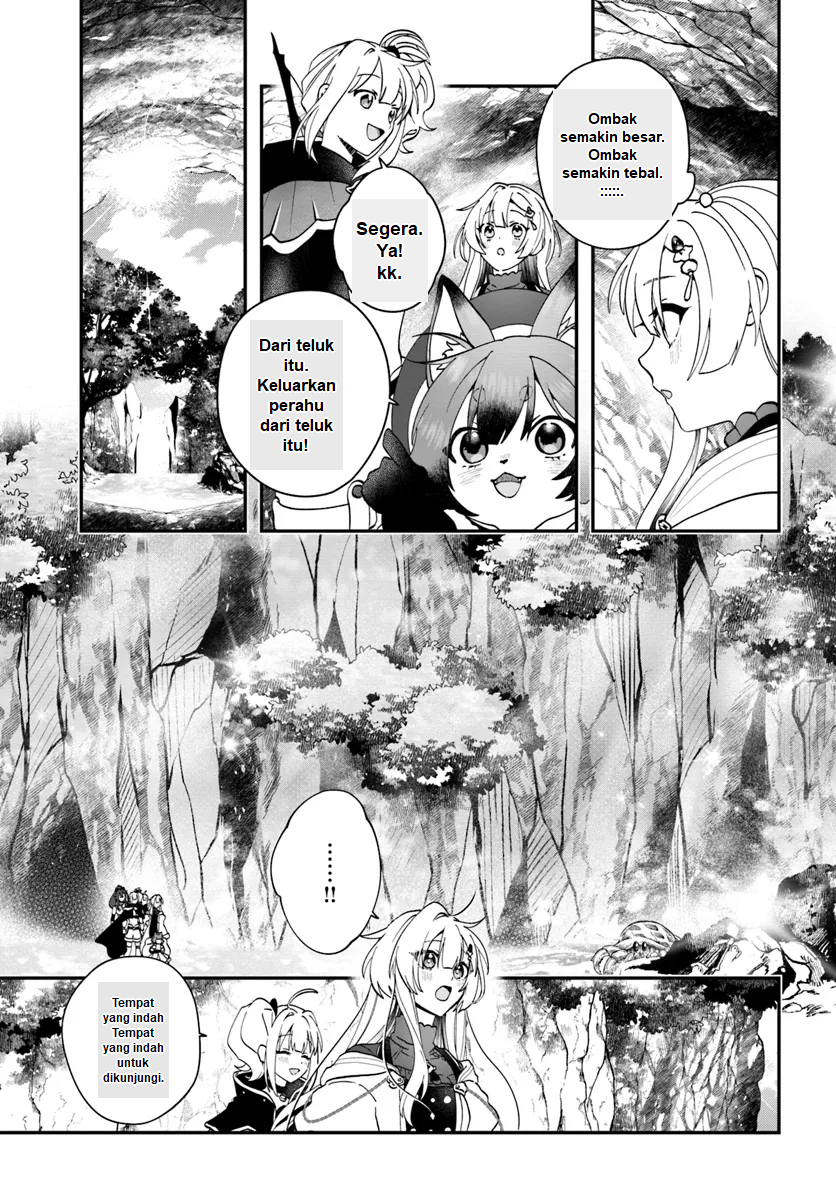 Ombak
semakin besar.
Ombak
semakin tebal.
:::::.
Segera.
Ya!
kk.
Dari teluk
itu.
Keluarkan
perahu
dari teluk
itu!
......!!
Tempat
yang indah
Tempat
yang indah
untuk
dikunjungi.